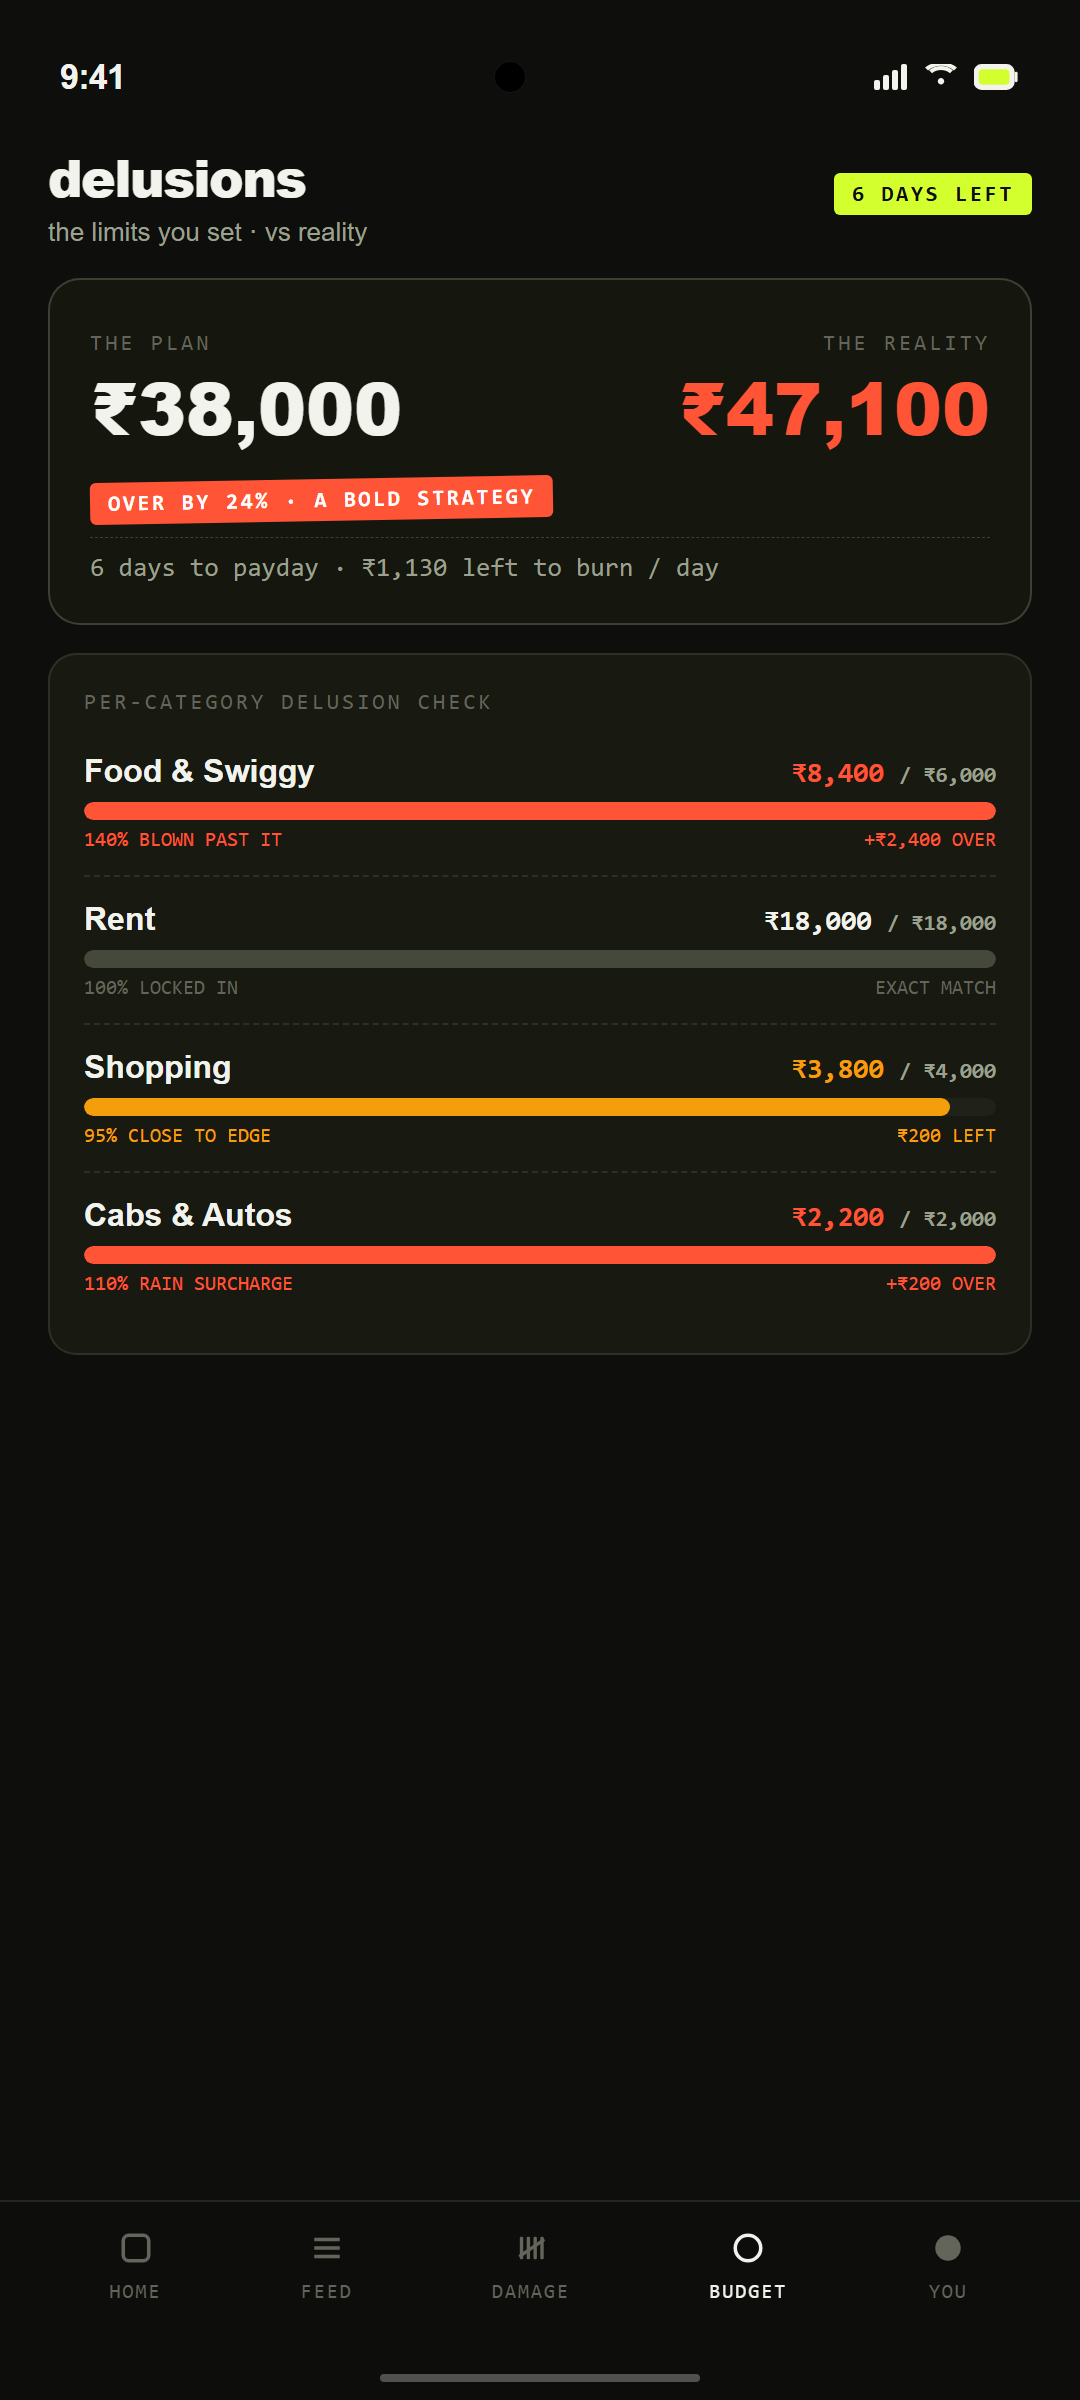 9:41
delusions
the limits you set · vs reality
6 DAYS LEFT
THE PLAN
THE REALITY
₹38,000
₹47,100
OVER BY 24% · A BOLD STRATEGY
6 days to payday · ₹1,130 left to burn / day
PER-CATEGORY DELUSION CHECK
Food & Swiggy
₹8,400 / ₹6,000
140% BLOWN PAST IT
+₹2,400 OVER
Rent
₹18,000 / ₹18,000
100% LOCKED IN
EXACT MATCH
Shopping
₹3,800 / ₹4,000
95% CLOSE TO EDGE
₹200 LEFT
Cabs & Autos
₹2,200 / ₹2,000
110% RAIN SURCHARGE
+₹200 OVER
HOME
FEED
DAMAGE
BUDGET
YOU